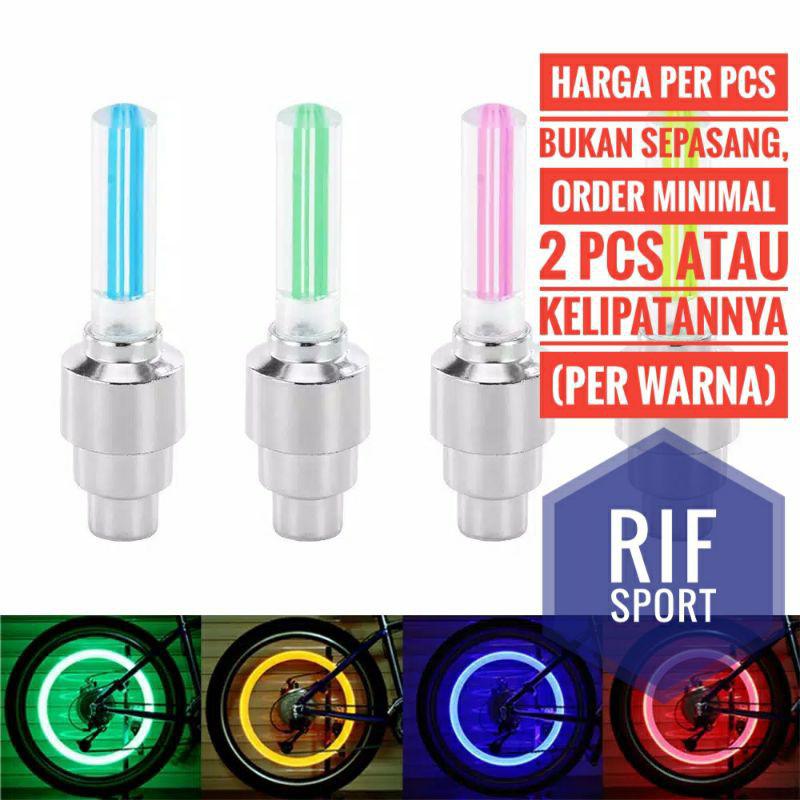 HARGA PER PCS
BUKAN SEPASANG,
ORDER MINIMAL
2 PCS ATAU
KELIPATANNYA
(PER WARNA)
RIF
SPORT